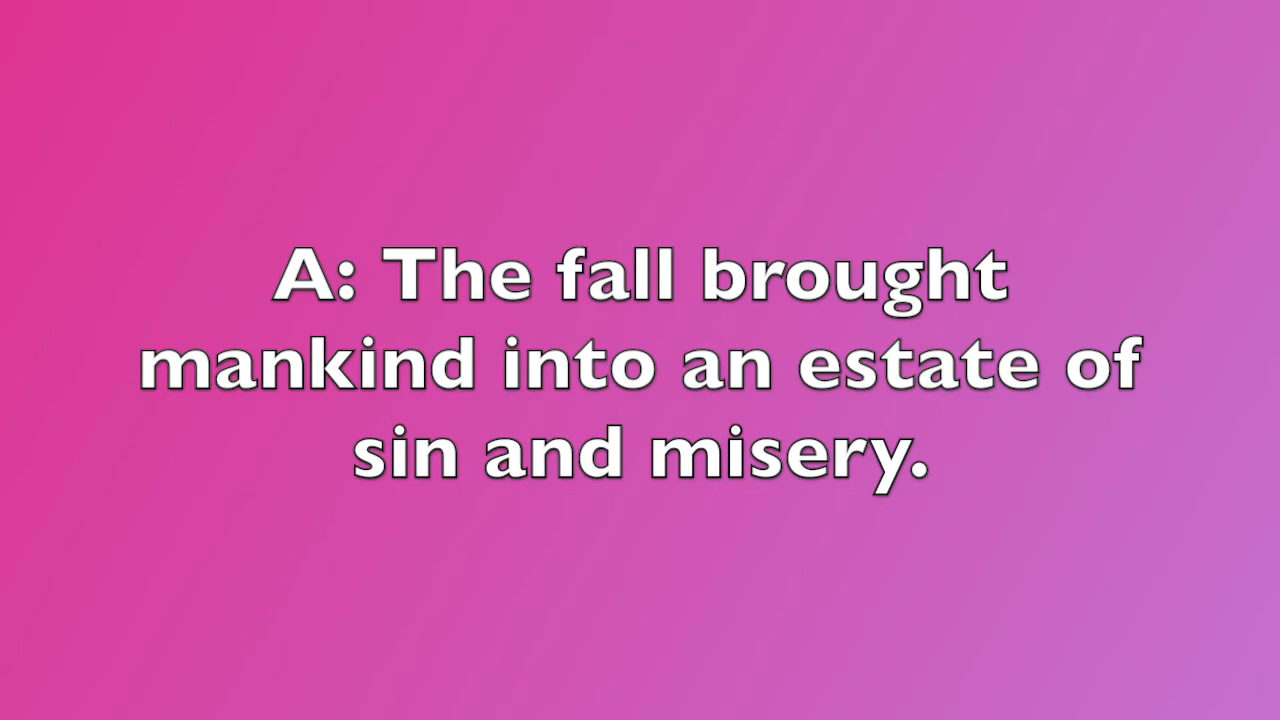 A: The fall brought
mankind into an estate of
sin and misery.